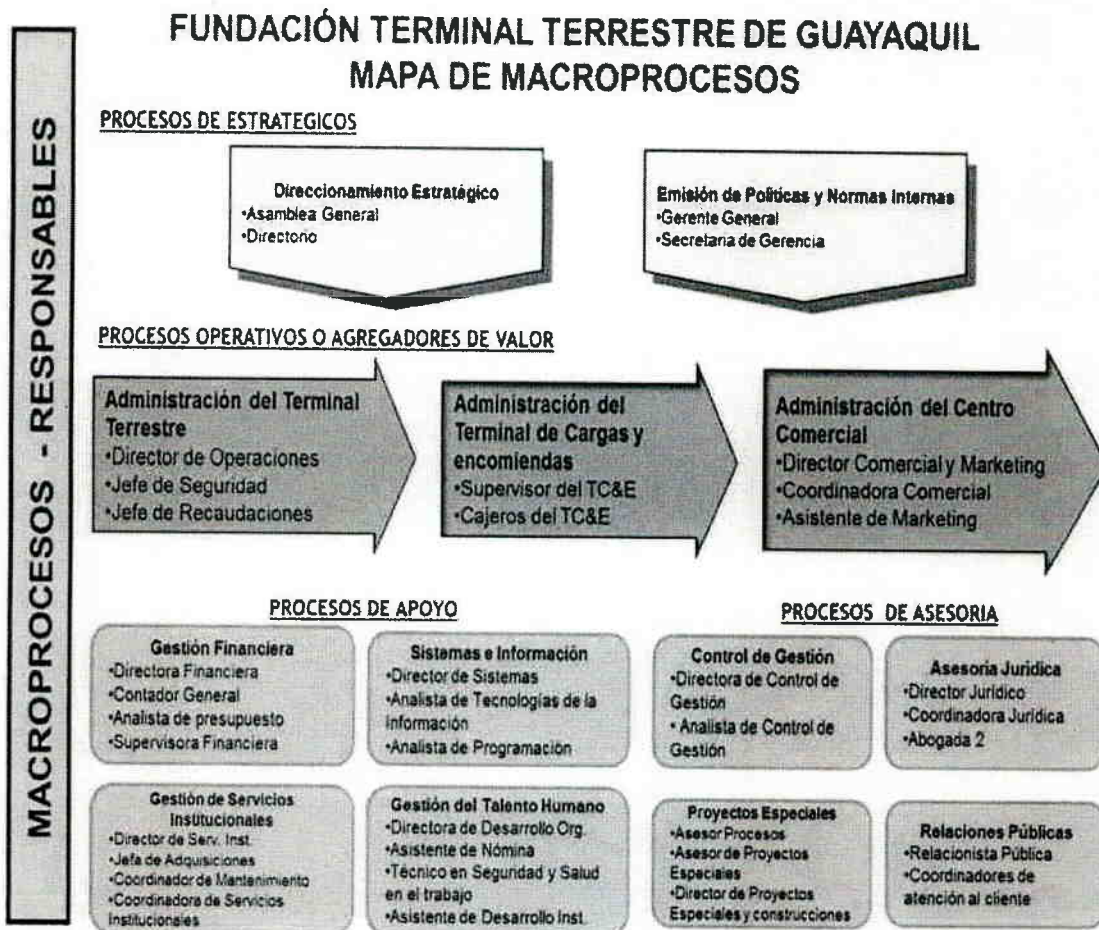 FUNDACIÓN TERMINAL TERRESTRE DE GUAYAQUIL
MAPA DE MACROPROCESOS
MACROPROCESOS - RESPONSABLES
PROCESOS DE ESTRATEGICOS
Direccionamiento Estratégico
•Asamblea General
•Directorio
Emisión de Políticas y Normas Internas
•Gerente General
•Secretaria de Gerencia
PROCESOS OPERATIVOS O AGREGADORES DE VALOR
Administración del Terminal
Terrestre
•Director de Operaciones
•Jefe de Seguridad
•Jefe de Recaudaciones
Administración del
Terminal de Cargas y
encomiendas
•Supervisor del TC&E
•Cajeros del TC&E
Administración del Centro
Comercial
•Director Comercial y Marketing
•Coordinadora Comercial
•Asistente de Marketing
PROCESOS DE APOYO
Gestión Financiera
•Directora Financiera
•Contador General
•Analista de presupuesto
•Supervisora Financiera
Sistemas e Información
•Director de Sistemas
•Analista de Tecnologías de la
Información
•Analista de Programación
Gestión de Servicios
Institucionales
•Director de Serv. Inst.
•Jefa de Adquisiciones
•Coordinador de Mantenimiento
•Coordinadora de Servicios
Institucionales
Gestión del Talento Humano
•Directora de Desarrollo Org.
•Asistente de Nómina
•Técnico en Seguridad y Salud
en el trabajo
•Asistente de Desarrollo Inst.
PROCESOS DE ASESORIA
Control de Gestión
•Directora de Control de
Gestión
• Analista de Control de
Gestión
Asesoria Juridica
•Director Jurídico
•Coordinadora Jurídica
•Abogada 2
Proyectos Especiales
•Asesor Procesos
•Asesor de Proyectos
Especiales
•Director de Proyectos
Especiales y construcciones
Relaciones Públicas
•Relacionista Pública
•Coordinadores de
atención al cliente